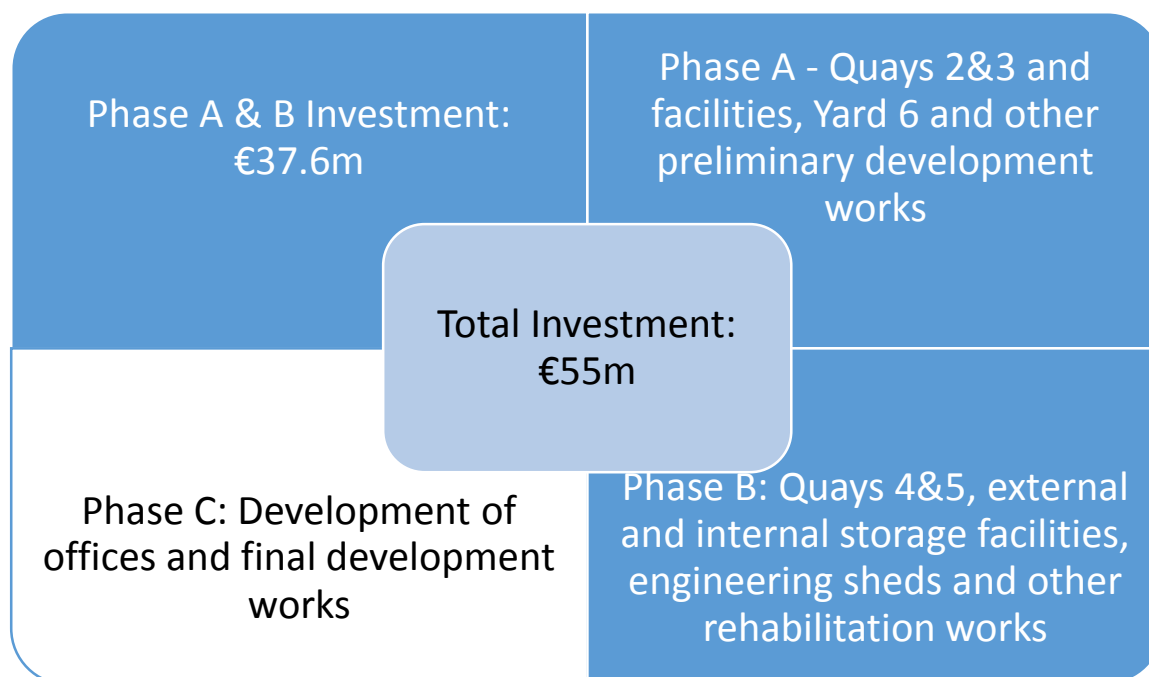 Phase A & B Investment:
€37.6m
Phase A - Quays 2&3 and
facilities, Yard 6 and other
preliminary development
works
Total Investment:
€55m
Phase C: Development of
offices and final development
works
Phase B: Quays 4&5, external
and internal storage facilities,
engineering sheds and other
rehabilitation works